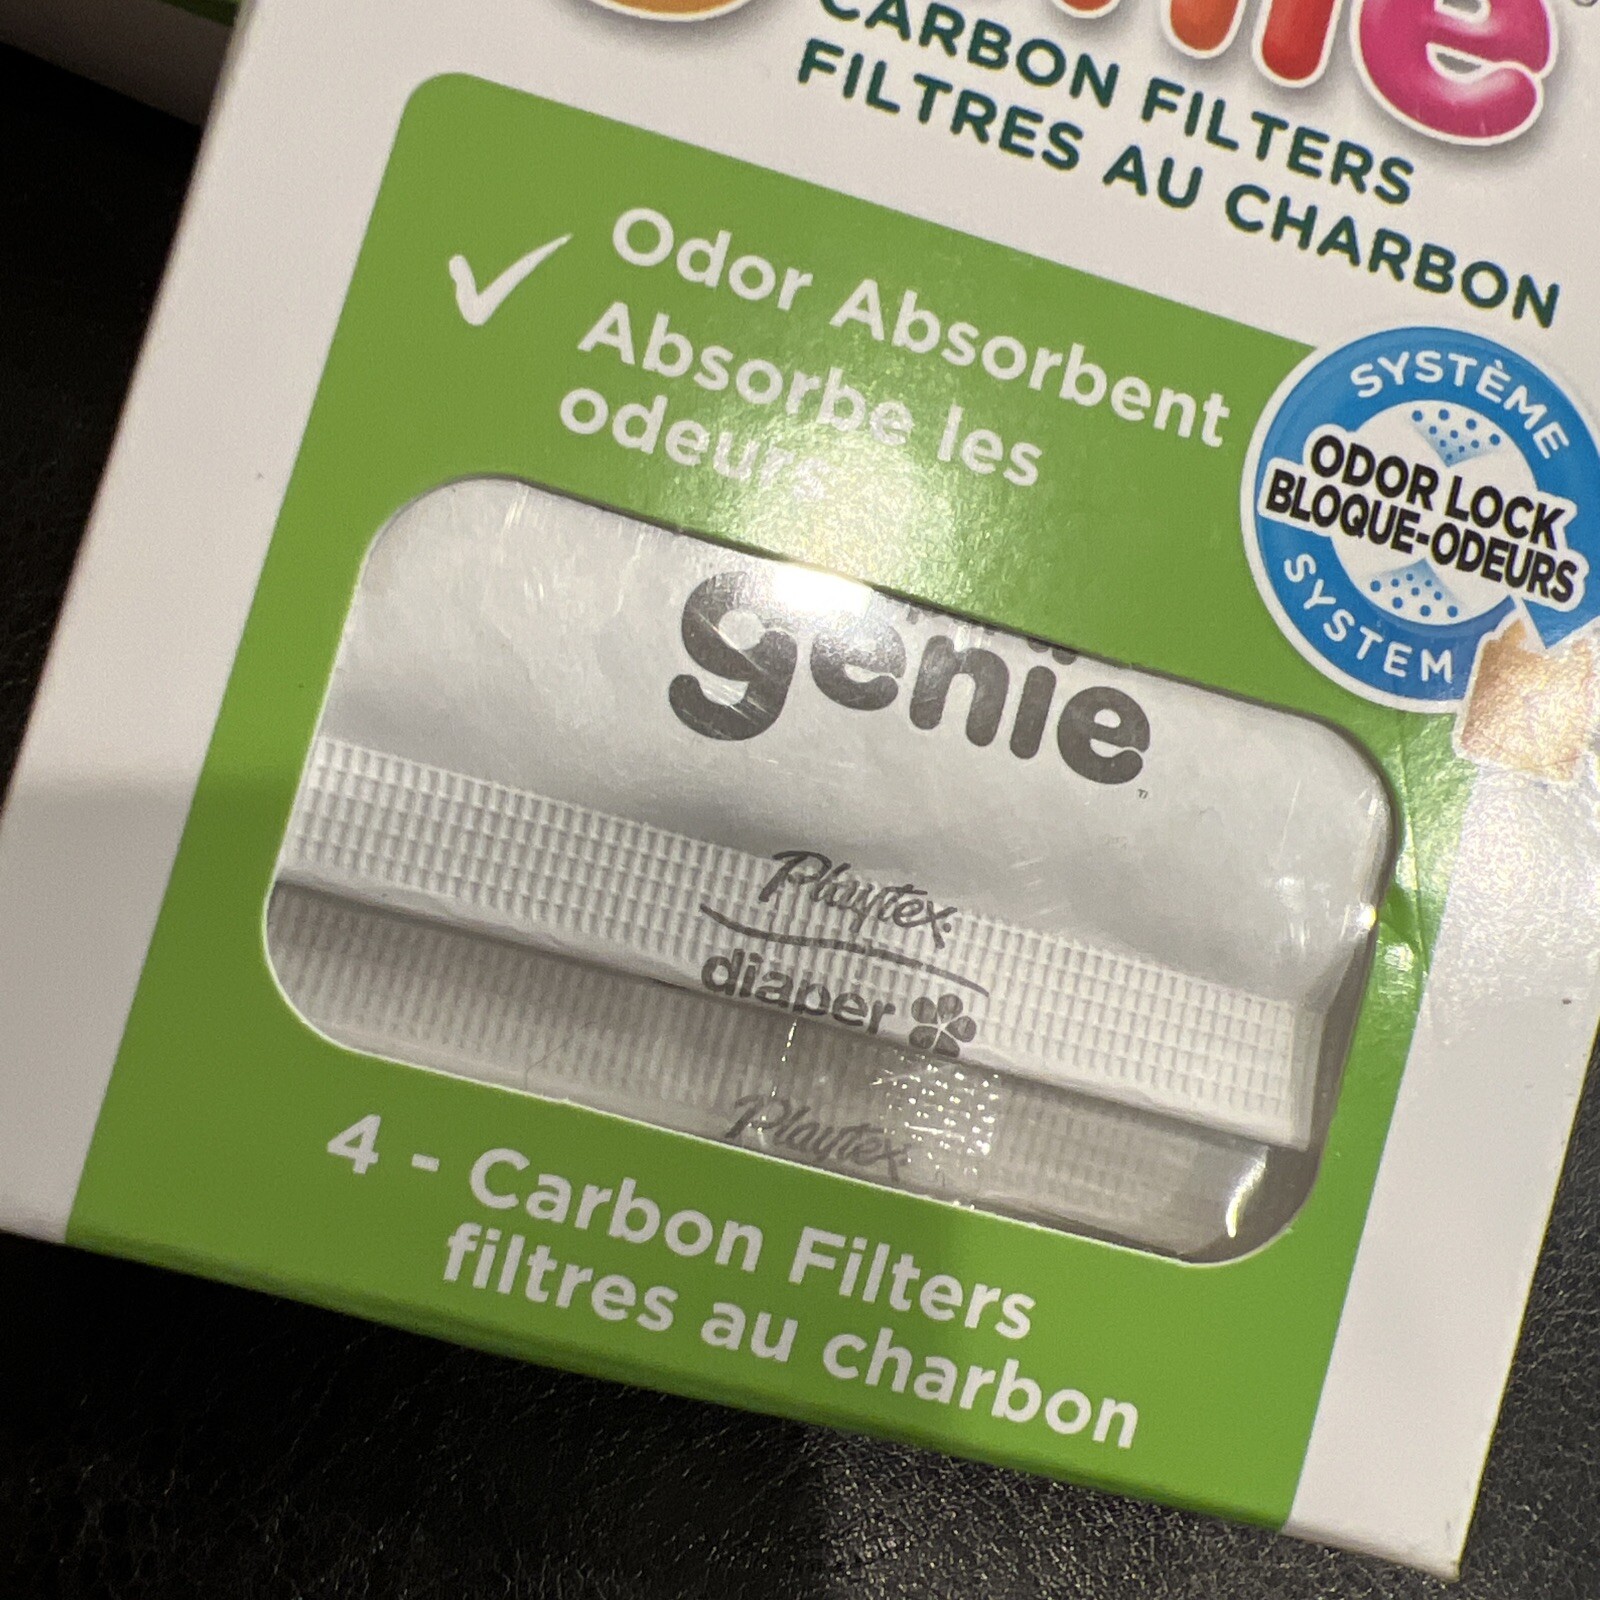 genie
CARBON FILTERS
FILTRES AU CHARBON
Odor Absorbent
Absorbe les
odeurs
SYSTÈME
ODOR LOCK
BLOQUE-ODEURS
SYSTEM
genie
Playtex
diaper
Playtex
4 - Carbon Filters
filtres au charbon